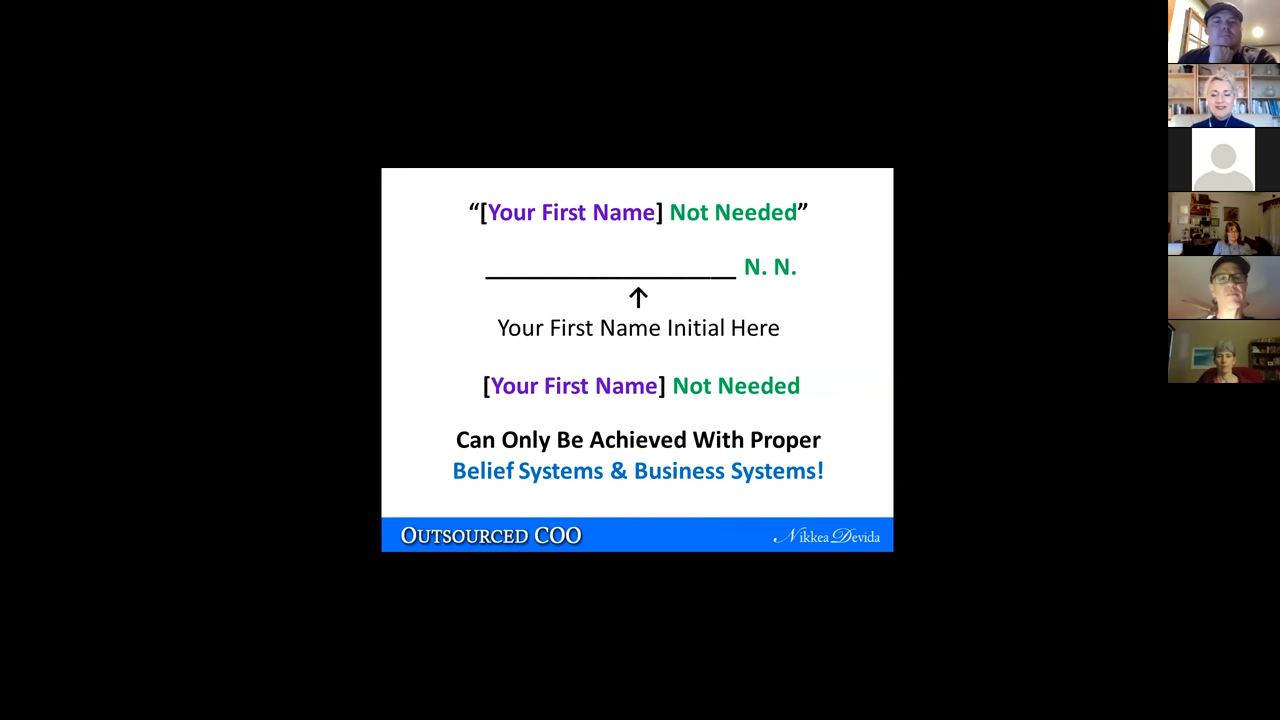 “[Your First Name] Not Needed”
____________________ N. N.
↑
Your First Name Initial Here
[Your First Name] Not Needed
Can Only Be Achieved With Proper
Belief Systems & Business Systems!
OUTSOURCED COO
Nikkea Devida